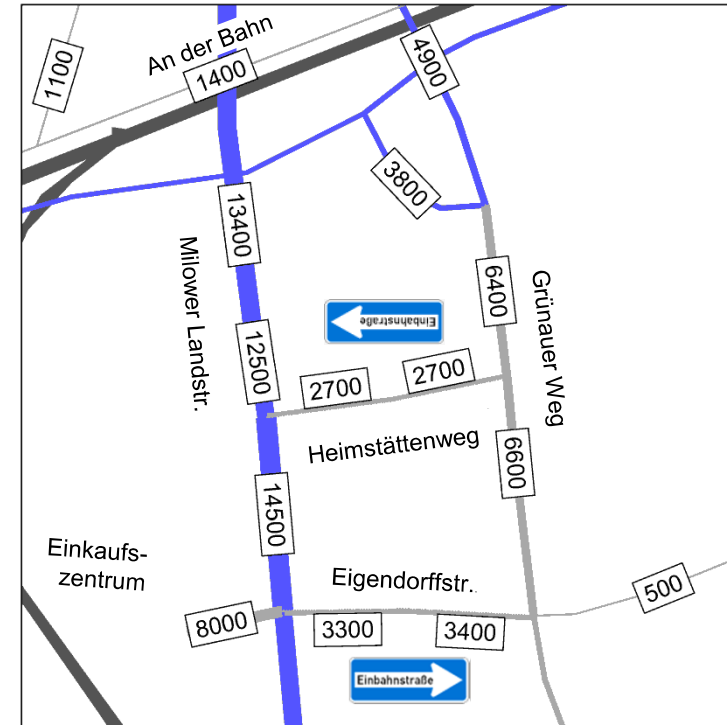 An der Bahn
1100
1400
4900
3800
13400
6400
Milower Landstr.
Einbahnstraße
Grünauer Weg
12500
2700
2700
Heimstättenweg
6600
14500
Einkaufs-
zentrum
Eigendorffstr.
500
8000
3300
3400
Einbahnstraße